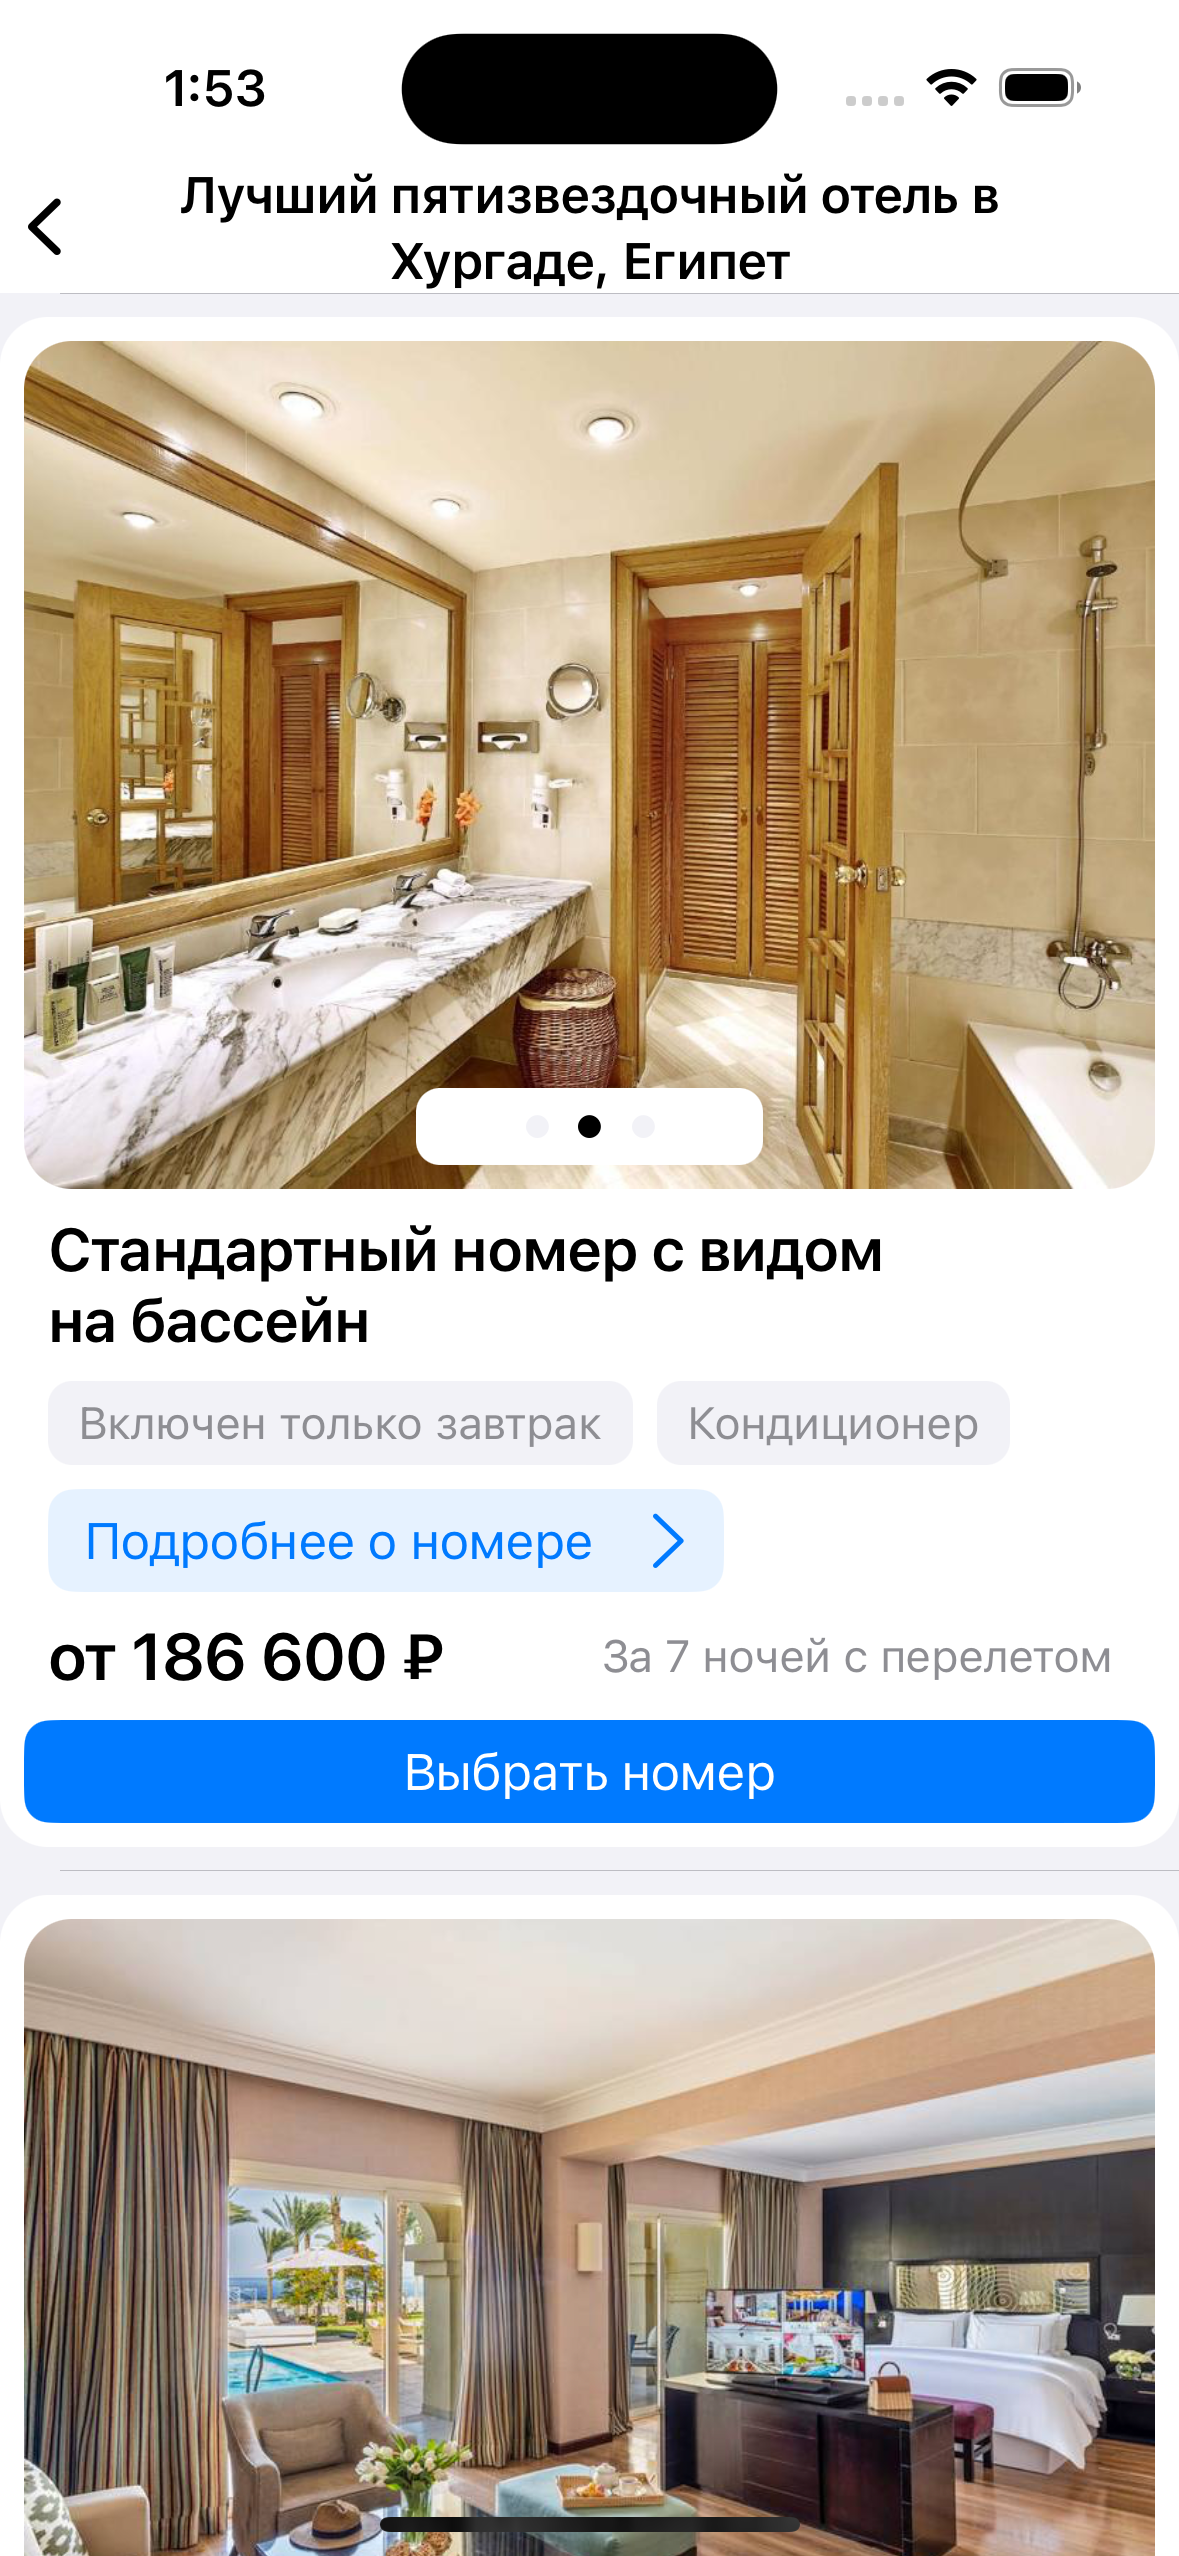 1:53
Лучший пятизвездочный отель в
Хургаде, Египет
Стандартный номер с видом
на бассейн
Включен только завтрак
Кондиционер
Подробнее о номере
от 186 600 ₽
За 7 ночей с перелетом
Выбрать номер